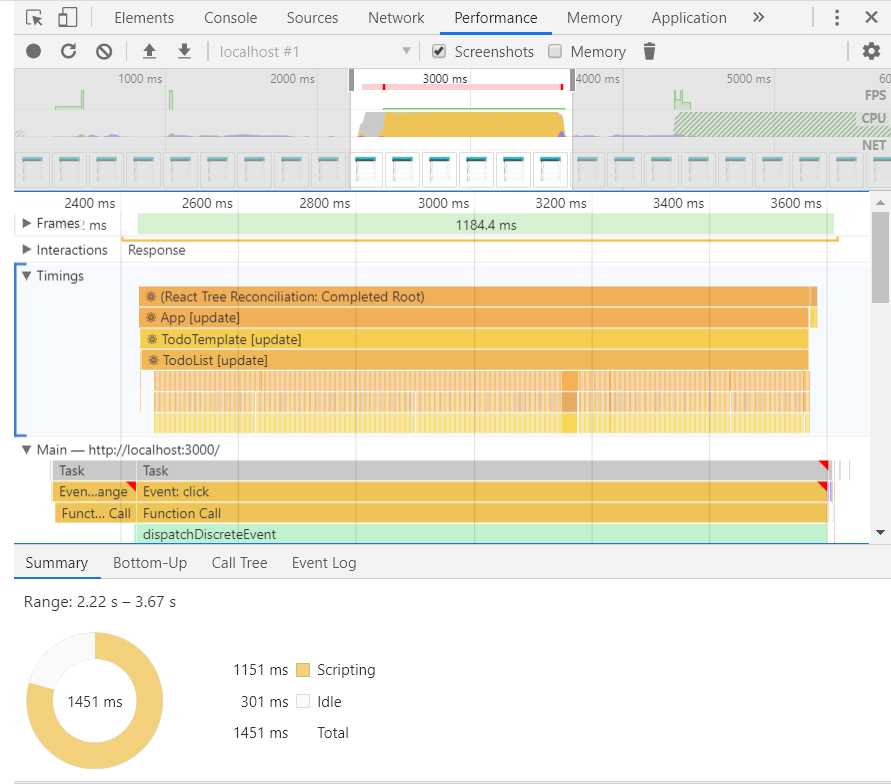 Elements Console Sources Network Performance Memory Application »
localhost #1 Screenshots Memory
1000 ms 2000 ms 3000 ms 4000 ms 5000 ms 60
FPS
CPU
NET
2400 ms 2600 ms 2800 ms 3000 ms 3200 ms 3400 ms 3600 ms
Frames ms 1184.4 ms
Interactions Response
Timings
(React Tree Reconciliation: Completed Root)
App [update]
TodoTemplate [update]
TodoList [update]
Main — http://localhost:3000/
Task Task
Even...ange Event: click
Funct... Call Function Call
dispatchDiscreteEvent
Summary Bottom-Up Call Tree Event Log
Range: 2.22 s – 3.67 s
1451 ms
1151 ms Scripting
301 ms Idle
1451 ms Total